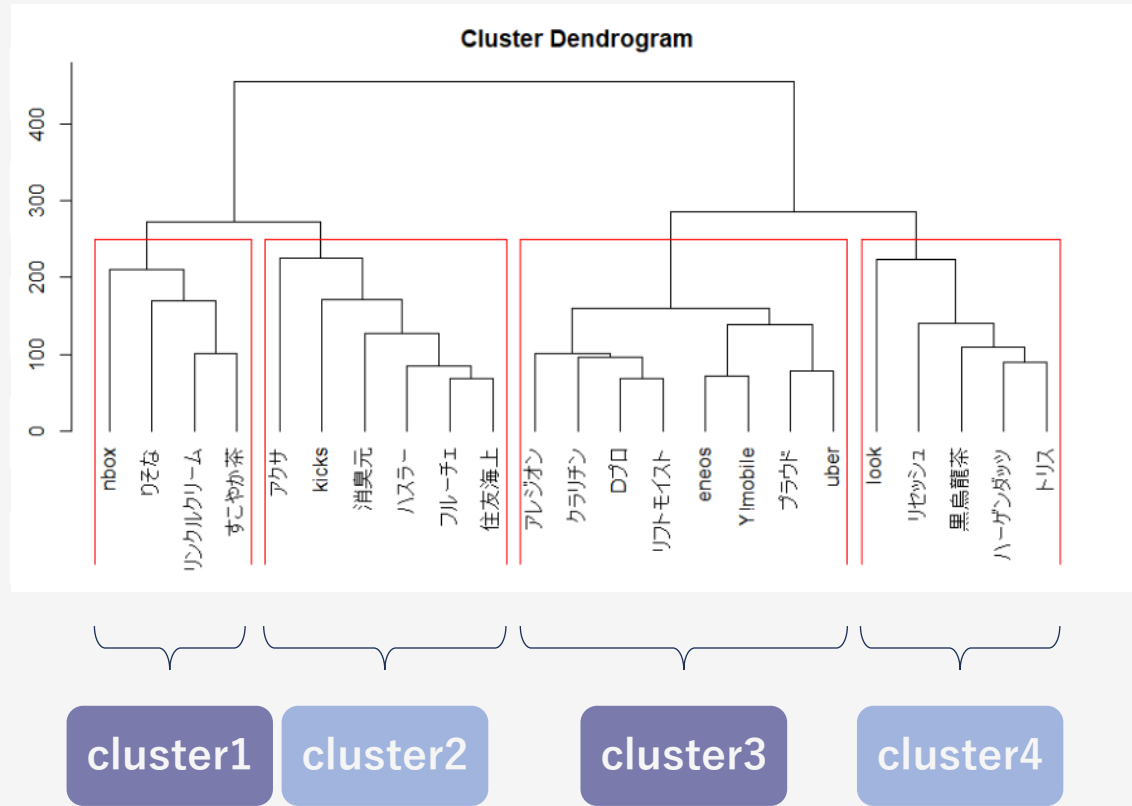 Cluster Dendrogram
400
300
200
100
0
nbox
りそな
リンクルクリーム
すこやか茶
アクサ
kicks
消臭元
ハスラー
フルーチェ
住友海上
アレジオン
クラリチン
Dプロ
リフトモイスト
eneos
Y!mobile
プラウド
uber
look
リセッシュ
黒烏龍茶
ハーゲンダッツ
トリス
cluster1
cluster2
cluster3
cluster4